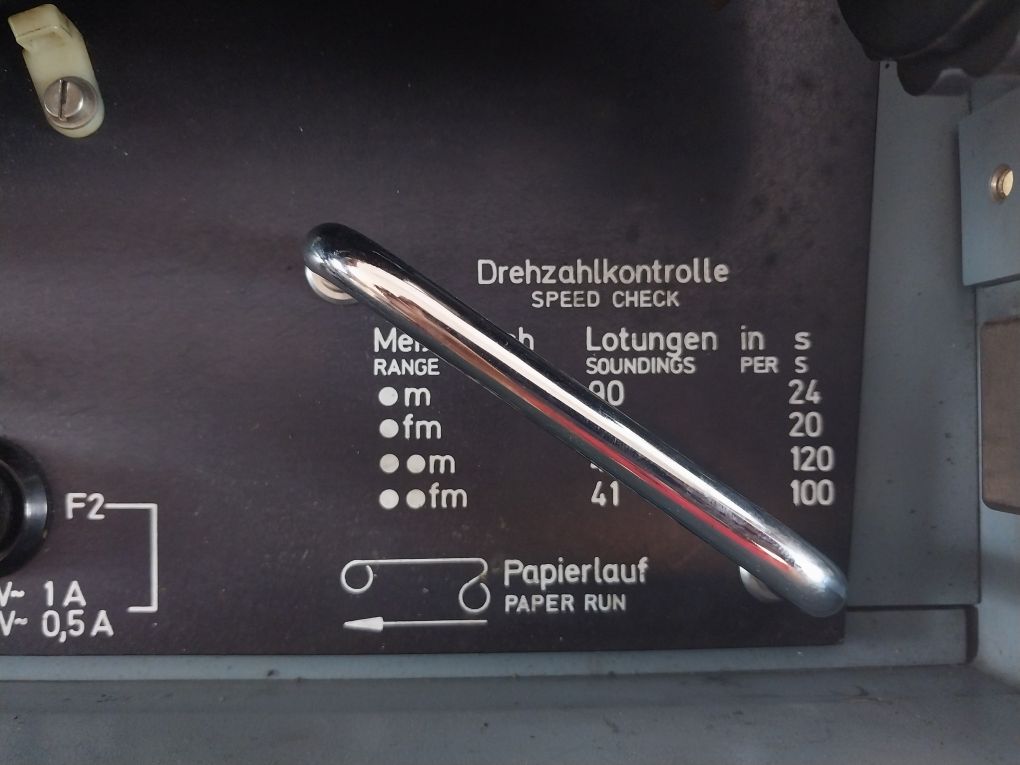 Drehzahlkontrolle
SPEED CHECK
Lotungen in s
RANGE SOUNDINGS PER S
●m 90 24
●fm 20
●●m 120
●●fm 41 100
F2
V~ 1 A
V~ 0,5 A
Papierlauf
PAPER RUN